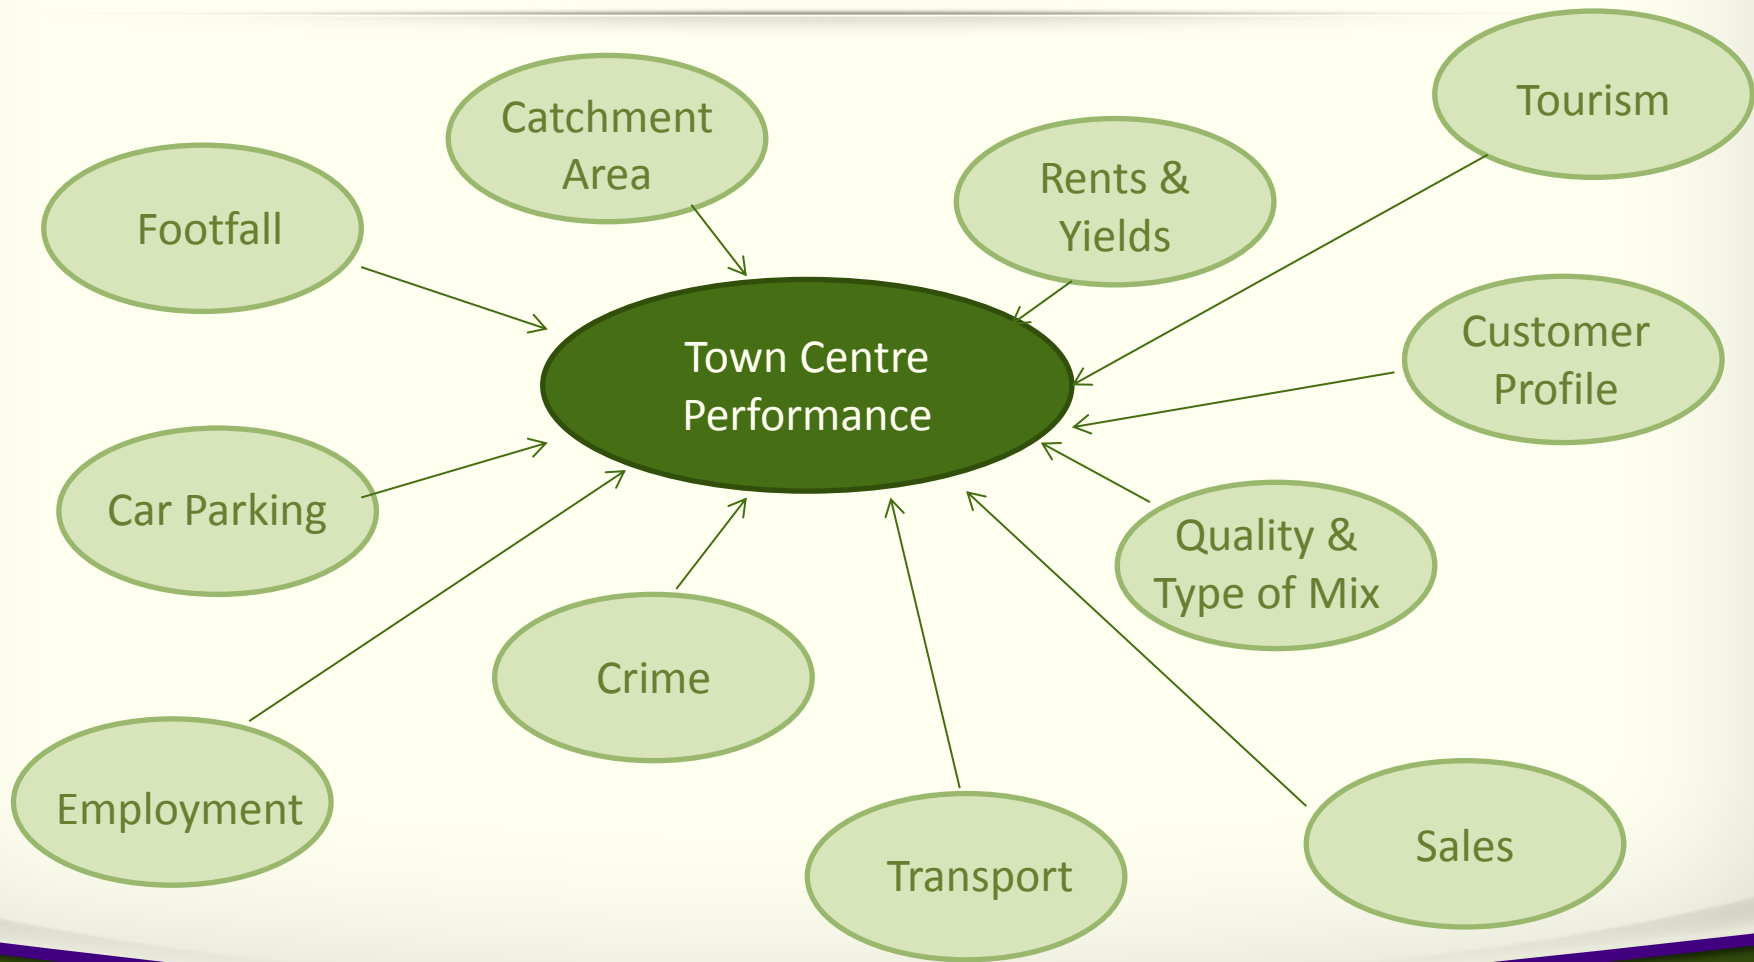 Tourism
Catchment
Area
Rents &
Yields
Footfall
Customer
Profile
Town Centre
Performance
Car Parking
Quality &
Type of Mix
Crime
Employment
Sales
Transport